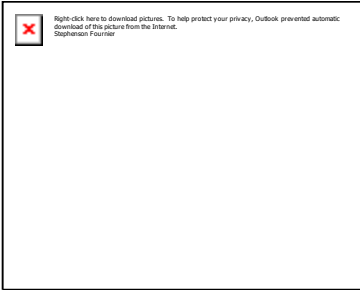 Right-click here to download pictures. To help protect your privacy, Outlook prevented automatic
download of this picture from the Internet.
Stephenson Fournier